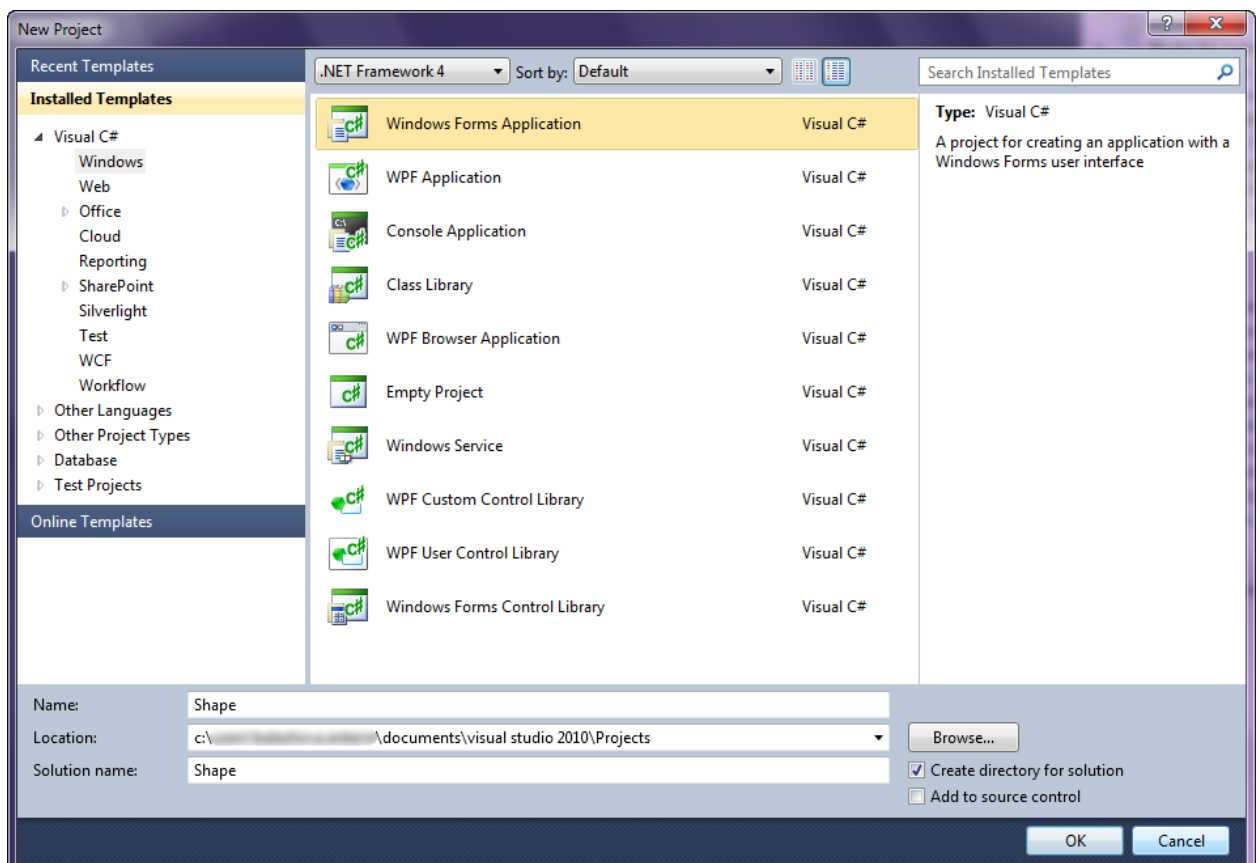 New Project
Recent Templates
Installed Templates
Visual C#
Windows
Web
Office
Cloud
Reporting
SharePoint
Silverlight
Test
WCF
Workflow
Other Languages
Other Project Types
Database
Test Projects
Online Templates
.NET Framework 4 Sort by: Default
Windows Forms Application Visual C#
WPF Application Visual C#
Console Application Visual C#
Class Library Visual C#
WPF Browser Application Visual C#
Empty Project Visual C#
Windows Service Visual C#
WPF Custom Control Library Visual C#
WPF User Control Library Visual C#
Windows Forms Control Library Visual C#
Search Installed Templates
Type: Visual C#
A project for creating an application with a
Windows Forms user interface
Name: Shape
Location: c:\ \documents\visual studio 2010\Projects Browse...
Solution name: Shape
Create directory for solution
Add to source control
OK Cancel